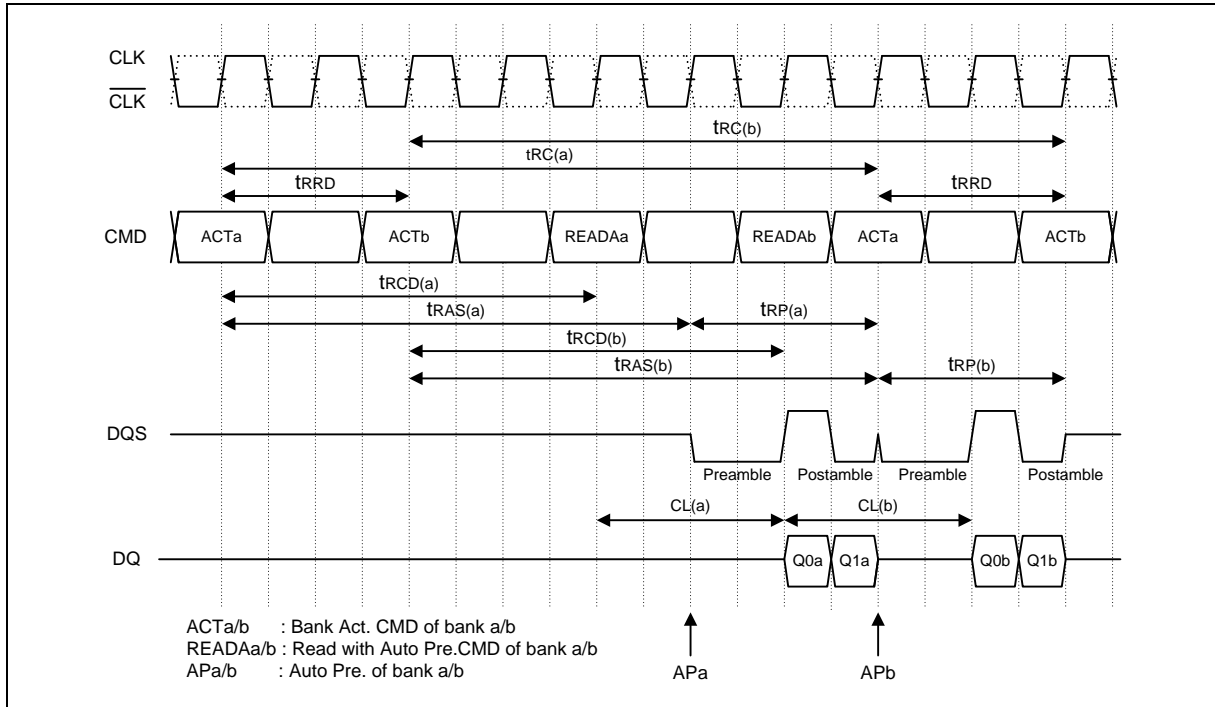 CLK
CLK
tRC(b)
tRC(a)
tRRD tRRD
CMD ACTa ACTb READAa READAb ACTa ACTb
tRCD(a)
tRAS(a) tRP(a)
tRCD(b)
tRAS(b) tRP(b)
DQS
Preamble Postamble Preamble Postamble
CL(a) CL(b)
DQ Q0a Q1a Q0b Q1b
ACTa/b : Bank Act. CMD of bank a/b
READAa/b : Read with Auto Pre.CMD of bank a/b
APa/b : Auto Pre. of bank a/b
APa APb